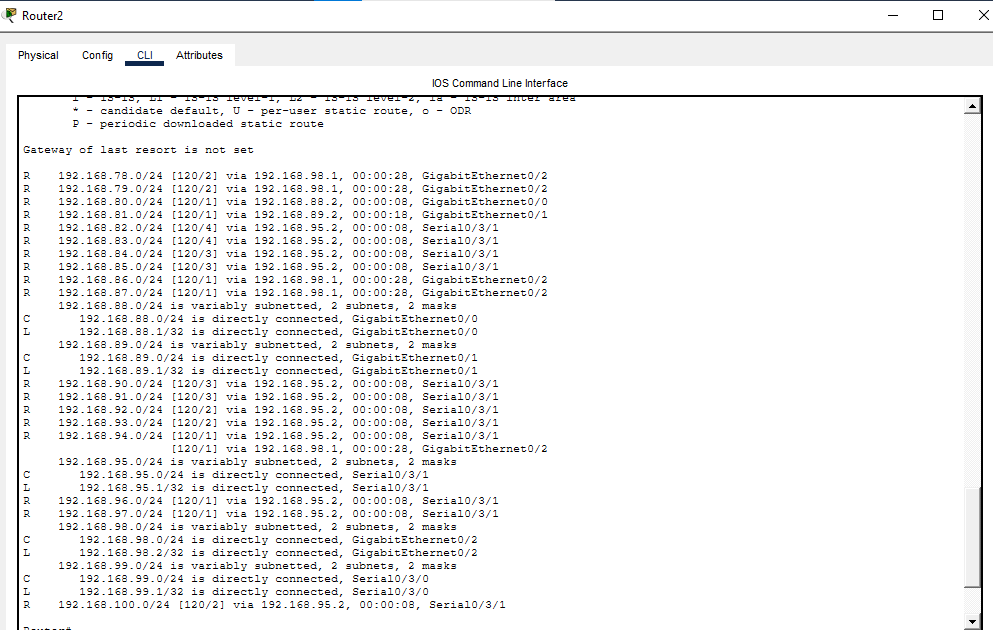 Router2
Physical Config CLI Attributes
IOS Command Line Interface
* - candidate default, U - per-user static route, o - ODR
P - periodic downloaded static route
Gateway of last resort is not set
R 192.168.78.0/24 [120/2] via 192.168.98.1, 00:00:28, GigabitEthernet0/2
R 192.168.79.0/24 [120/2] via 192.168.98.1, 00:00:28, GigabitEthernet0/2
R 192.168.80.0/24 [120/1] via 192.168.88.2, 00:00:08, GigabitEthernet0/0
R 192.168.81.0/24 [120/1] via 192.168.89.2, 00:00:18, GigabitEthernet0/1
R 192.168.82.0/24 [120/4] via 192.168.95.2, 00:00:08, Serial0/3/1
R 192.168.83.0/24 [120/4] via 192.168.95.2, 00:00:08, Serial0/3/1
R 192.168.84.0/24 [120/3] via 192.168.95.2, 00:00:08, Serial0/3/1
R 192.168.85.0/24 [120/3] via 192.168.95.2, 00:00:08, Serial0/3/1
R 192.168.86.0/24 [120/1] via 192.168.98.1, 00:00:28, GigabitEthernet0/2
R 192.168.87.0/24 [120/1] via 192.168.98.1, 00:00:28, GigabitEthernet0/2
192.168.88.0/24 is variably subnetted, 2 subnets, 2 masks
C 192.168.88.0/24 is directly connected, GigabitEthernet0/0
L 192.168.88.1/32 is directly connected, GigabitEthernet0/0
192.168.89.0/24 is variably subnetted, 2 subnets, 2 masks
C 192.168.89.0/24 is directly connected, GigabitEthernet0/1
L 192.168.89.1/32 is directly connected, GigabitEthernet0/1
R 192.168.90.0/24 [120/3] via 192.168.95.2, 00:00:08, Serial0/3/1
R 192.168.91.0/24 [120/3] via 192.168.95.2, 00:00:08, Serial0/3/1
R 192.168.92.0/24 [120/2] via 192.168.95.2, 00:00:08, Serial0/3/1
R 192.168.93.0/24 [120/2] via 192.168.95.2, 00:00:08, Serial0/3/1
R 192.168.94.0/24 [120/1] via 192.168.95.2, 00:00:08, Serial0/3/1
[120/1] via 192.168.98.1, 00:00:28, GigabitEthernet0/2
192.168.95.0/24 is variably subnetted, 2 subnets, 2 masks
C 192.168.95.0/24 is directly connected, Serial0/3/1
L 192.168.95.1/32 is directly connected, Serial0/3/1
R 192.168.96.0/24 [120/1] via 192.168.95.2, 00:00:08, Serial0/3/1
R 192.168.97.0/24 [120/1] via 192.168.95.2, 00:00:08, Serial0/3/1
192.168.98.0/24 is variably subnetted, 2 subnets, 2 masks
C 192.168.98.0/24 is directly connected, GigabitEthernet0/2
L 192.168.98.2/32 is directly connected, GigabitEthernet0/2
192.168.99.0/24 is variably subnetted, 2 subnets, 2 masks
C 192.168.99.0/24 is directly connected, Serial0/3/0
L 192.168.99.1/32 is directly connected, Serial0/3/0
R 192.168.100.0/24 [120/2] via 192.168.95.2, 00:00:08, Serial0/3/1